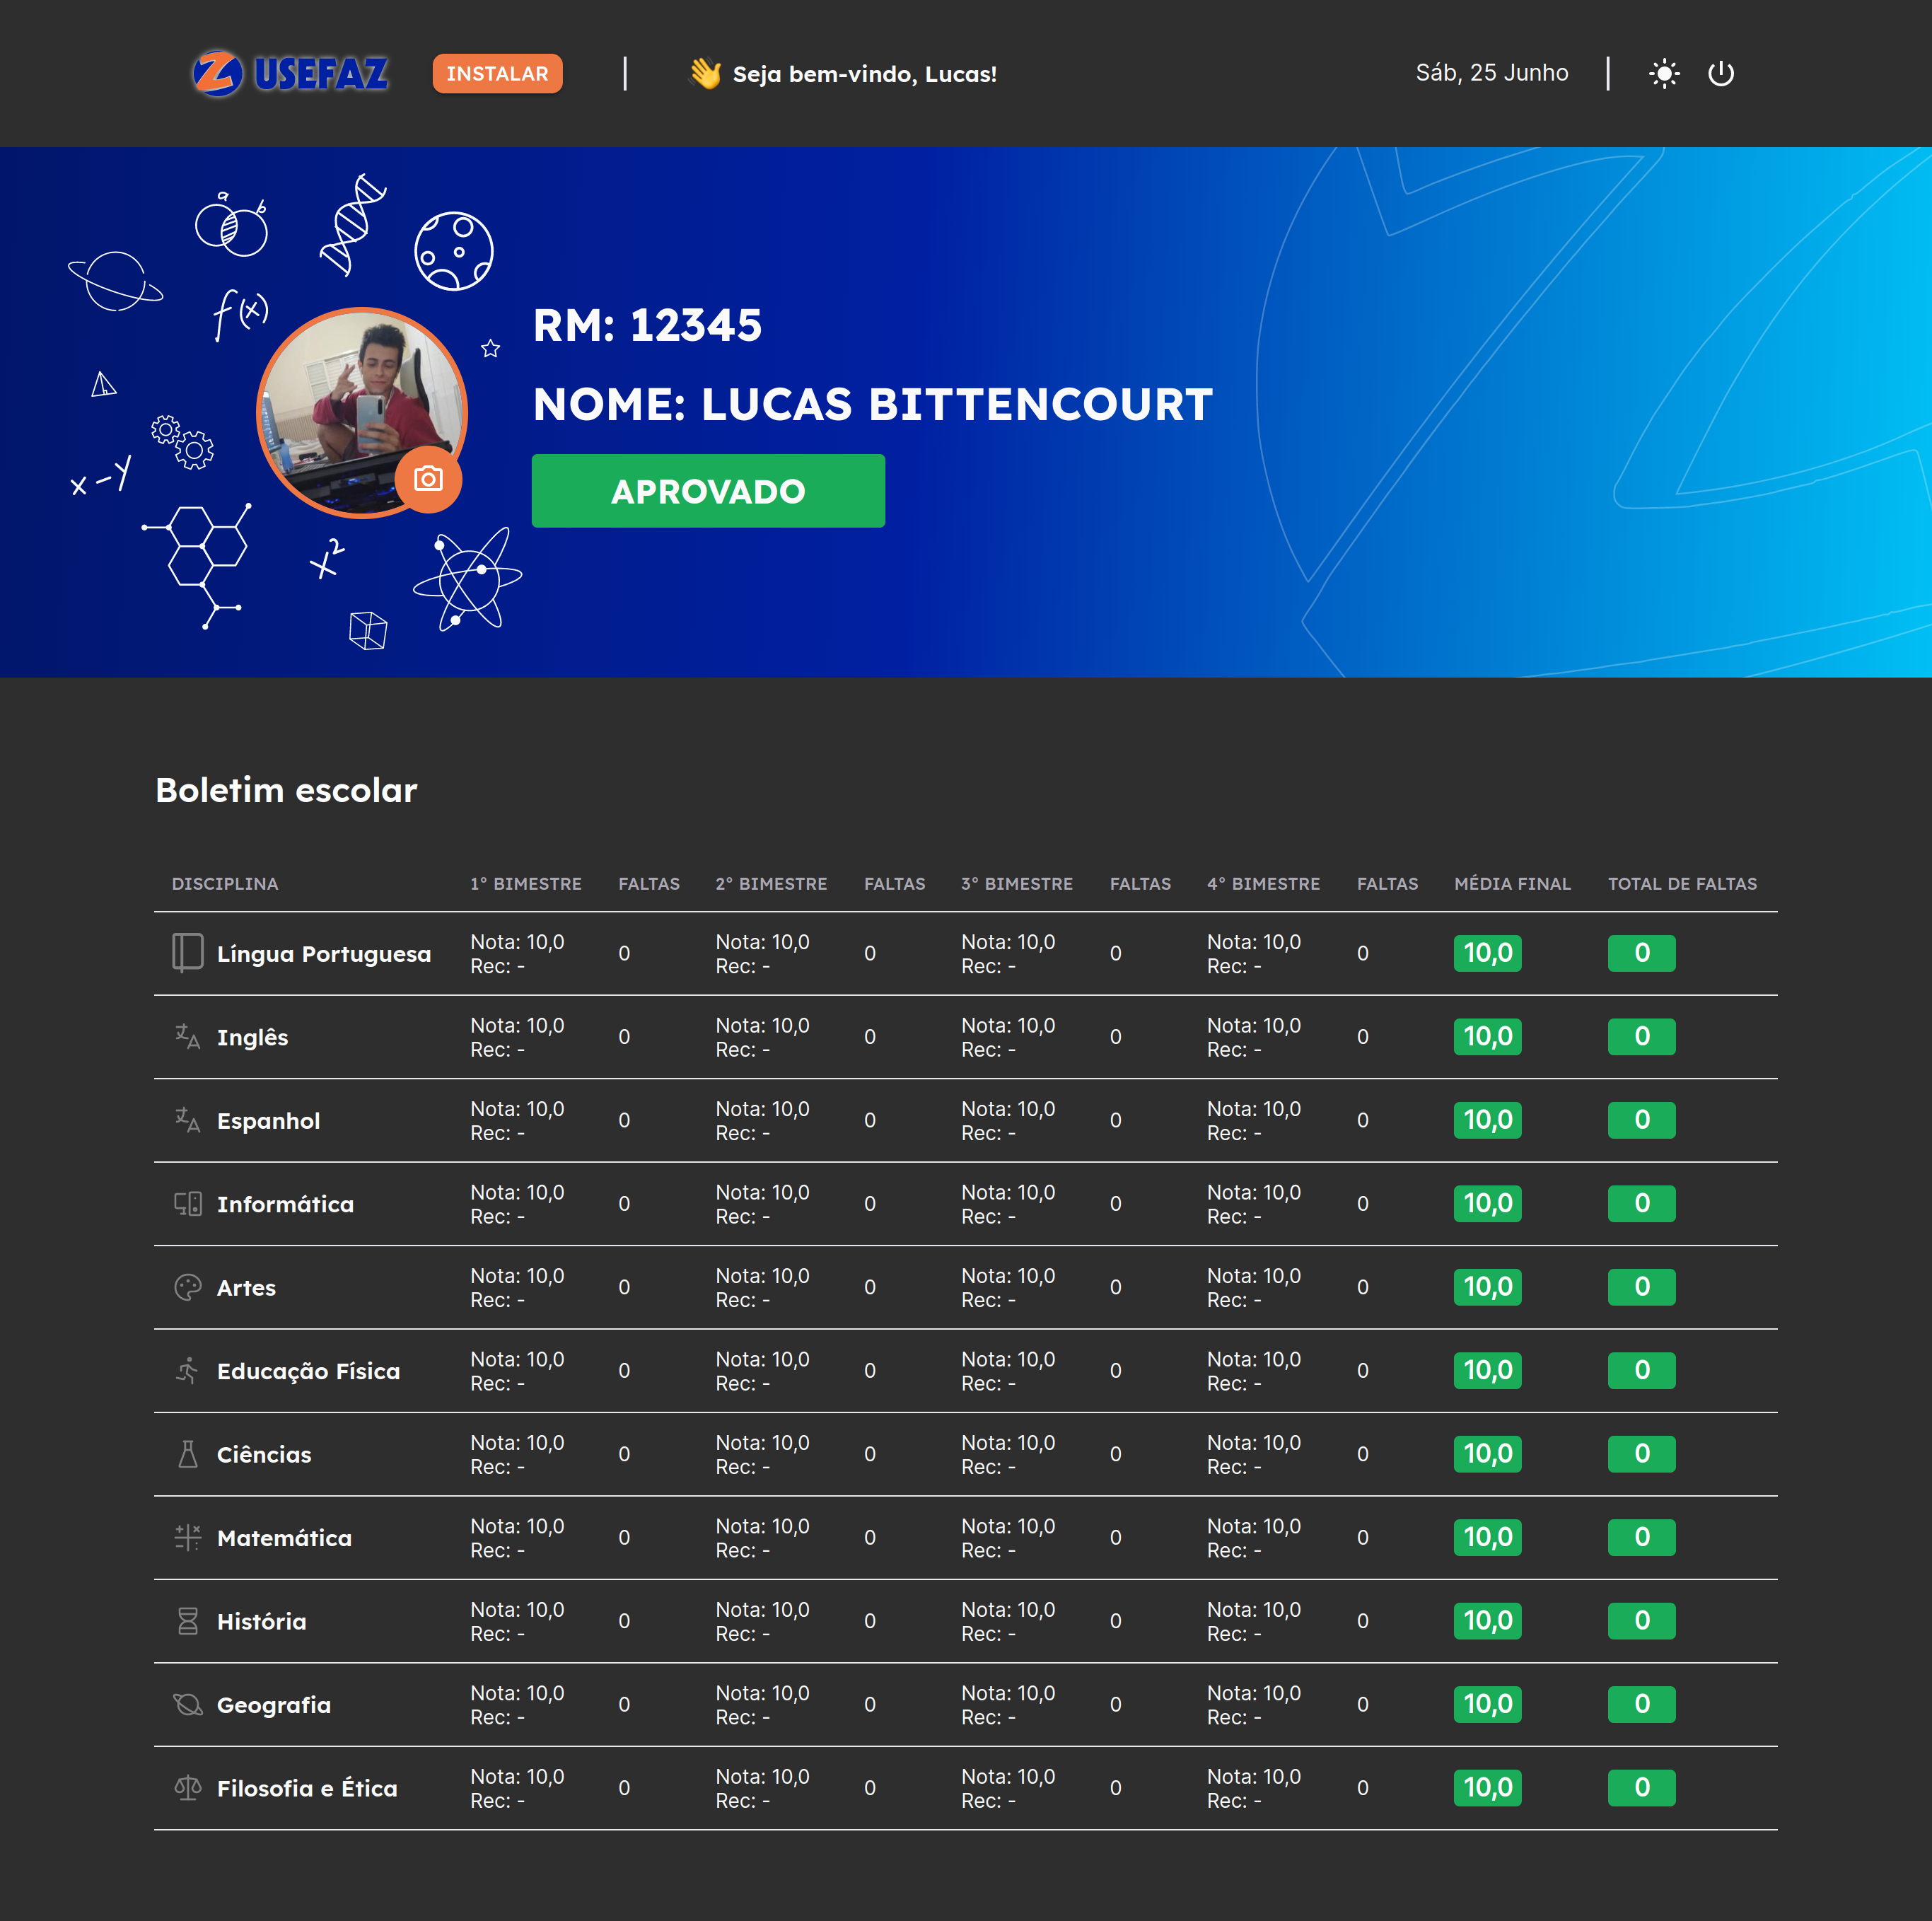 USEFAZ INSTALAR 👋 Seja bem-vindo, Lucas! Sáb, 25 Junho
a b
f(x)
x-y
x²
RM: 12345
NOME: LUCAS BITTENCOURT
APROVADO
Boletim escolar
DISCIPLINA 1° BIMESTRE FALTAS 2° BIMESTRE FALTAS 3° BIMESTRE FALTAS 4° BIMESTRE FALTAS MÉDIA FINAL TOTAL DE FALTAS
Língua Portuguesa Nota: 10,0 Rec: - 0 Nota: 10,0 Rec: - 0 Nota: 10,0 Rec: - 0 Nota: 10,0 Rec: - 0 10,0 0
Inglês Nota: 10,0 Rec: - 0 Nota: 10,0 Rec: - 0 Nota: 10,0 Rec: - 0 Nota: 10,0 Rec: - 0 10,0 0
Espanhol Nota: 10,0 Rec: - 0 Nota: 10,0 Rec: - 0 Nota: 10,0 Rec: - 0 Nota: 10,0 Rec: - 0 10,0 0
Informática Nota: 10,0 Rec: - 0 Nota: 10,0 Rec: - 0 Nota: 10,0 Rec: - 0 Nota: 10,0 Rec: - 0 10,0 0
Artes Nota: 10,0 Rec: - 0 Nota: 10,0 Rec: - 0 Nota: 10,0 Rec: - 0 Nota: 10,0 Rec: - 0 10,0 0
Educação Física Nota: 10,0 Rec: - 0 Nota: 10,0 Rec: - 0 Nota: 10,0 Rec: - 0 Nota: 10,0 Rec: - 0 10,0 0
Ciências Nota: 10,0 Rec: - 0 Nota: 10,0 Rec: - 0 Nota: 10,0 Rec: - 0 Nota: 10,0 Rec: - 0 10,0 0
Matemática Nota: 10,0 Rec: - 0 Nota: 10,0 Rec: - 0 Nota: 10,0 Rec: - 0 Nota: 10,0 Rec: - 0 10,0 0
História Nota: 10,0 Rec: - 0 Nota: 10,0 Rec: - 0 Nota: 10,0 Rec: - 0 Nota: 10,0 Rec: - 0 10,0 0
Geografia Nota: 10,0 Rec: - 0 Nota: 10,0 Rec: - 0 Nota: 10,0 Rec: - 0 Nota: 10,0 Rec: - 0 10,0 0
Filosofia e Ética Nota: 10,0 Rec: - 0 Nota: 10,0 Rec: - 0 Nota: 10,0 Rec: - 0 Nota: 10,0 Rec: - 0 10,0 0